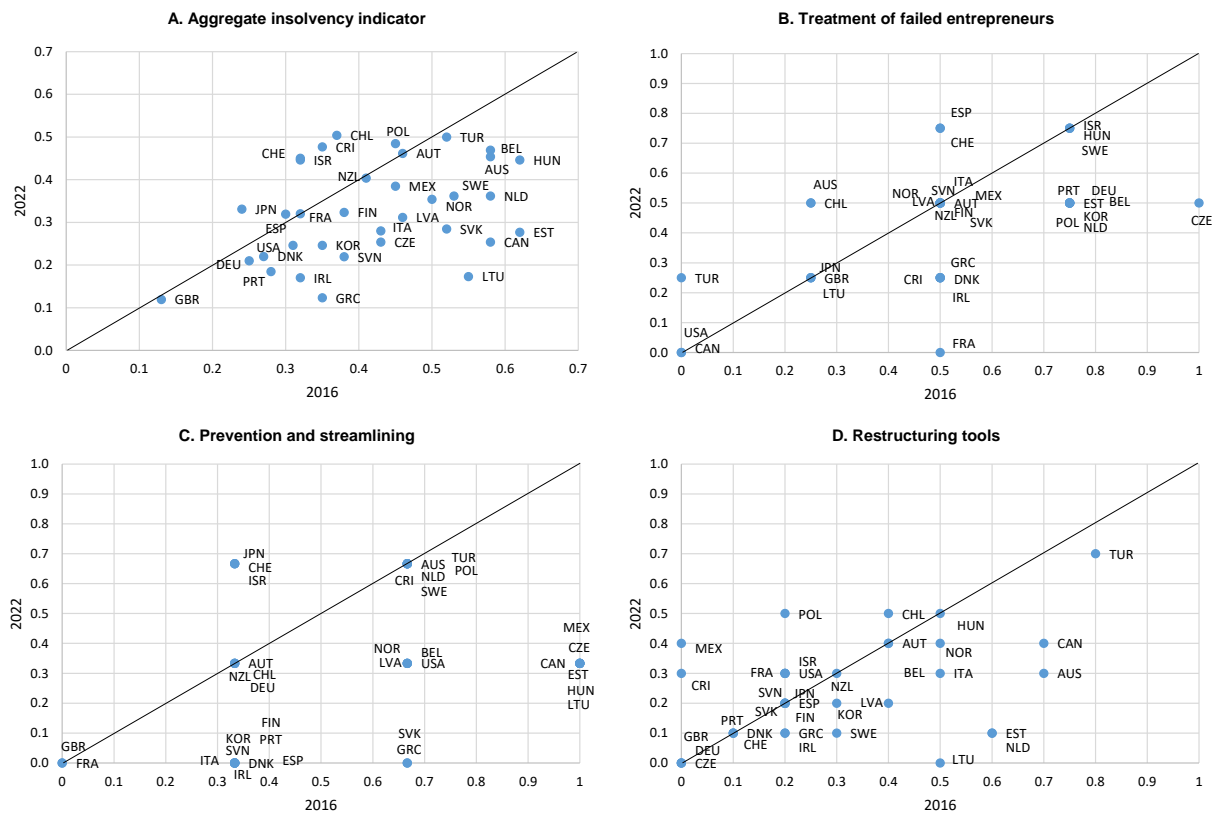 A. Aggregate insolvency indicator
0.7
0.6
0.5
0.4
0.3
0.2
0.1
0.0
2022
CHL
POL
TUR
CRI
CHE
ISR
AUT
BEL
AUS
HUN
NZL
MEX
SWE
NOR
NLD
JPN
ESP
FRA
FIN
LVA
ITA
CZE
SVK
CAN
EST
USA
DNK
KOR
SVN
DEU
PRT
IRL
LTU
GRC
GBR
0 0.1 0.2 0.3 0.4 0.5 0.6 0.7
2016
B. Treatment of failed entrepreneurs
1.0
0.9
0.8
0.7
0.6
0.5
0.4
0.3
0.2
0.1
0.0
2022
ESP
CHE
ISR
HUN
SWE
AUS
CHL
NOR
SVN
ITA
LVA
AUT
MEX
NZL
FIN
SVK
PRT
DEU
EST
BEL
POL
KOR
NLD
CZE
TUR
JPN
GBR
LTU
CRI
GRC
DNK
IRL
USA
CAN
FRA
0 0.1 0.2 0.3 0.4 0.5 0.6 0.7 0.8 0.9 1
2016
C. Prevention and streamlining
1.0
0.9
0.8
0.7
0.6
0.5
0.4
0.3
0.2
0.1
0.0
2022
JPN
CHE
ISR
TUR
AUS
POL
CRI
NLD
SWE
MEX
CZE
CAN
EST
HUN
LTU
NOR
BEL
LVA
USA
AUT
NZL
CHL
DEU
FIN
KOR
PRT
SVN
ITA
DNK
ESP
IRL
SVK
GRC
GBR
FRA
0 0.1 0.2 0.3 0.4 0.5 0.6 0.7 0.8 0.9 1
2016
D. Restructuring tools
1.0
0.9
0.8
0.7
0.6
0.5
0.4
0.3
0.2
0.1
0.0
2022
TUR
POL
CHL
HUN
MEX
AUT
NOR
CAN
CRI
FRA
ISR
USA
NZL
BEL
ITA
AUS
SVN
JPN
ESP
SVK
FIN
KOR
LVA
PRT
DNK
CHE
GRC
IRL
SWE
EST
NLD
GBR
DEU
CZE
LTU
0 0.1 0.2 0.3 0.4 0.5 0.6 0.7 0.8 0.9 1
2016